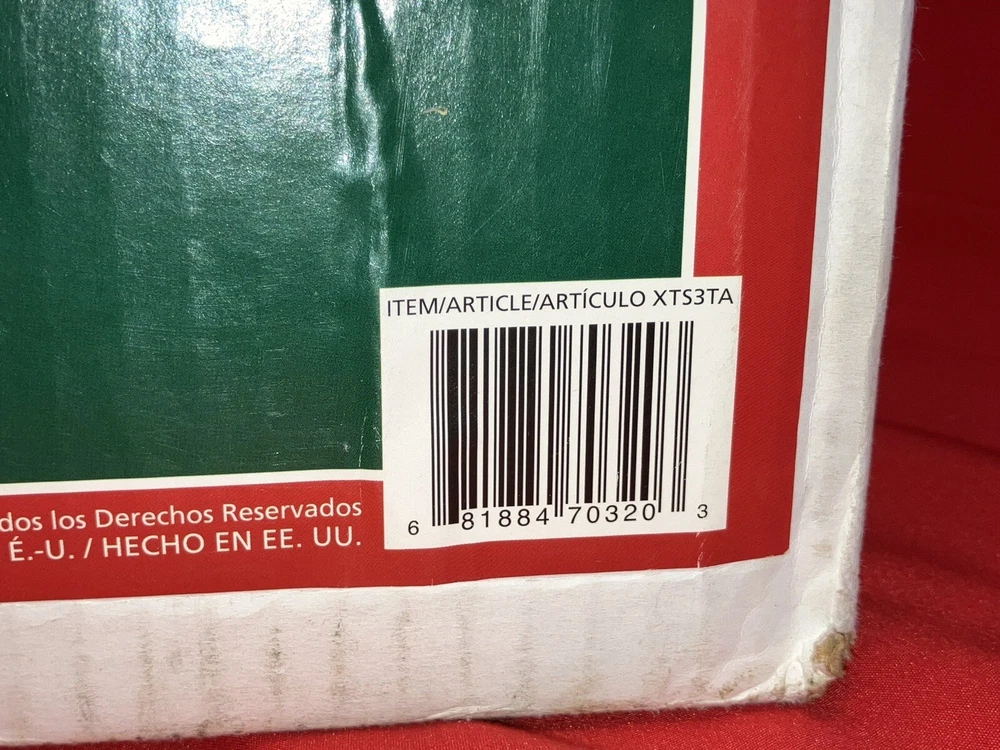 ITEM/ARTICLE/ARTÍCULO XTS3TA
6 81884 70320 3
dos los Derechos Reservados
É.-U. / HECHO EN EE. UU.